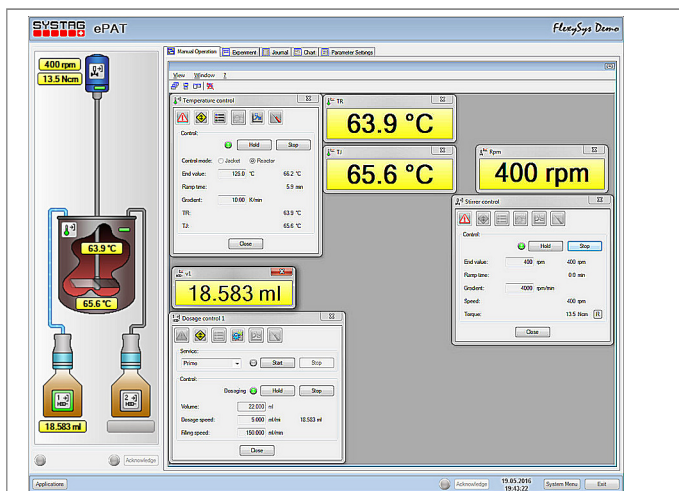 SYSTAG ePAT
FlexySys Demo
Manual Operation Experiment Journal Chart Parameter Settings
View Window ?
400 rpm
13.5 Ncm
63.9 °C
65.6 °C
1
2
18.583 ml
Acknowledge
Temperature control
Control:
Hold Stop
Control mode: Jacket Reactor
End value: 125.0 °C 66.2 °C
Ramp time: 5.9 min
Gradient: 10.00 K/min
TR: 63.9 °C
TJ: 65.6 °C
Close
TR
63.9 °C
TJ
65.6 °C
Rpm
400 rpm
Stirrer control
Control:
Hold Stop
End value: 400 rpm 400 rpm
Ramp time: 0.0 min
Gradient: 4000 rpm/min
Speed: 400 rpm
Torque: 13.5 Ncm R
Close
v1
18.583 ml
Dosage control 1
Service:
Prime Start Stop
Control:
Dosaging Hold Stop
Volume: 22.000 ml
Dosage speed: 5.000 ml/mi 18.583 ml
Filling speed: 150.000 ml/min
Close
Applications Acknowledge 19.05.2016 System Menu Exit
19:43:22